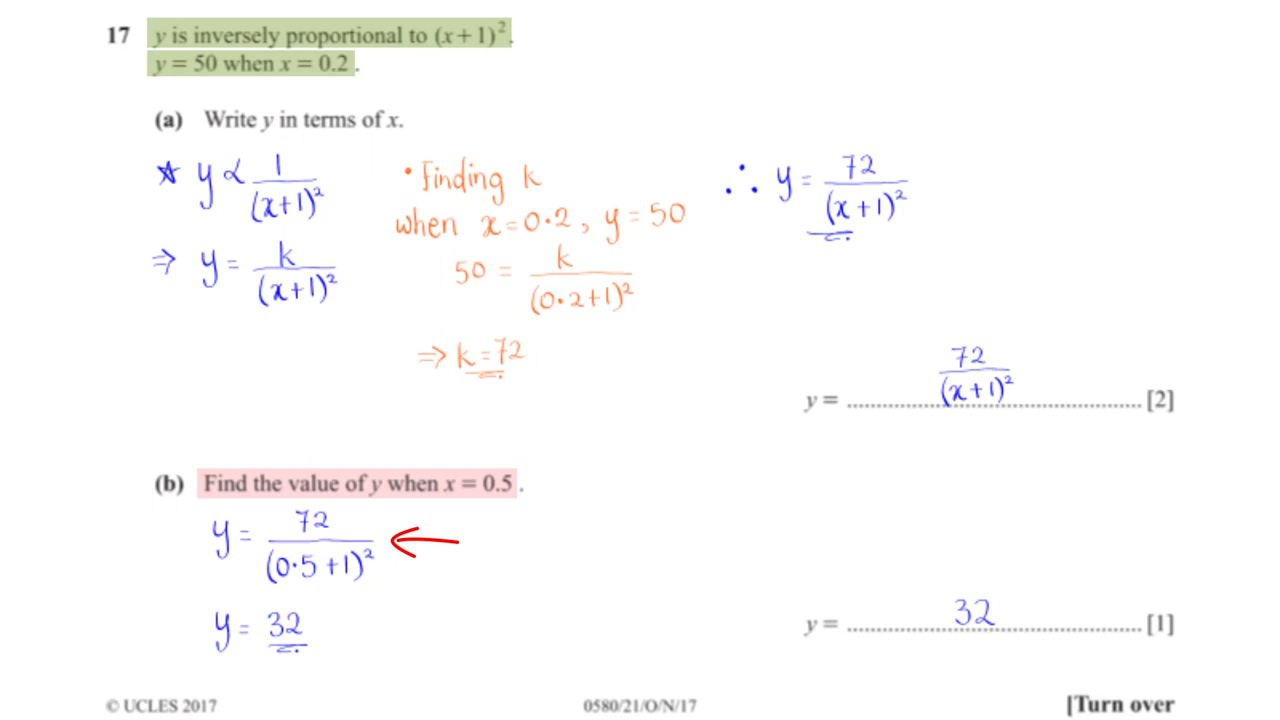 17 y is inversely proportional to (x+1)².
y = 50 when x = 0.2 .
(a) Write y in terms of x.
☆ y ∝ 1/(x+1)²
⇒ y = k/(x+1)²
• Finding k
when x=0.2, y=50
50 = k/(0.2+1)²
⇒ k=72
∴ y = 72/(x+1)²
y = 72/(x+1)² [2]
(b) Find the value of y when x = 0.5 .
y = 72/(0.5+1)²
y = 32
y = 32 [1]
© UCLES 2017 0580/21/O/N/17 [Turn over